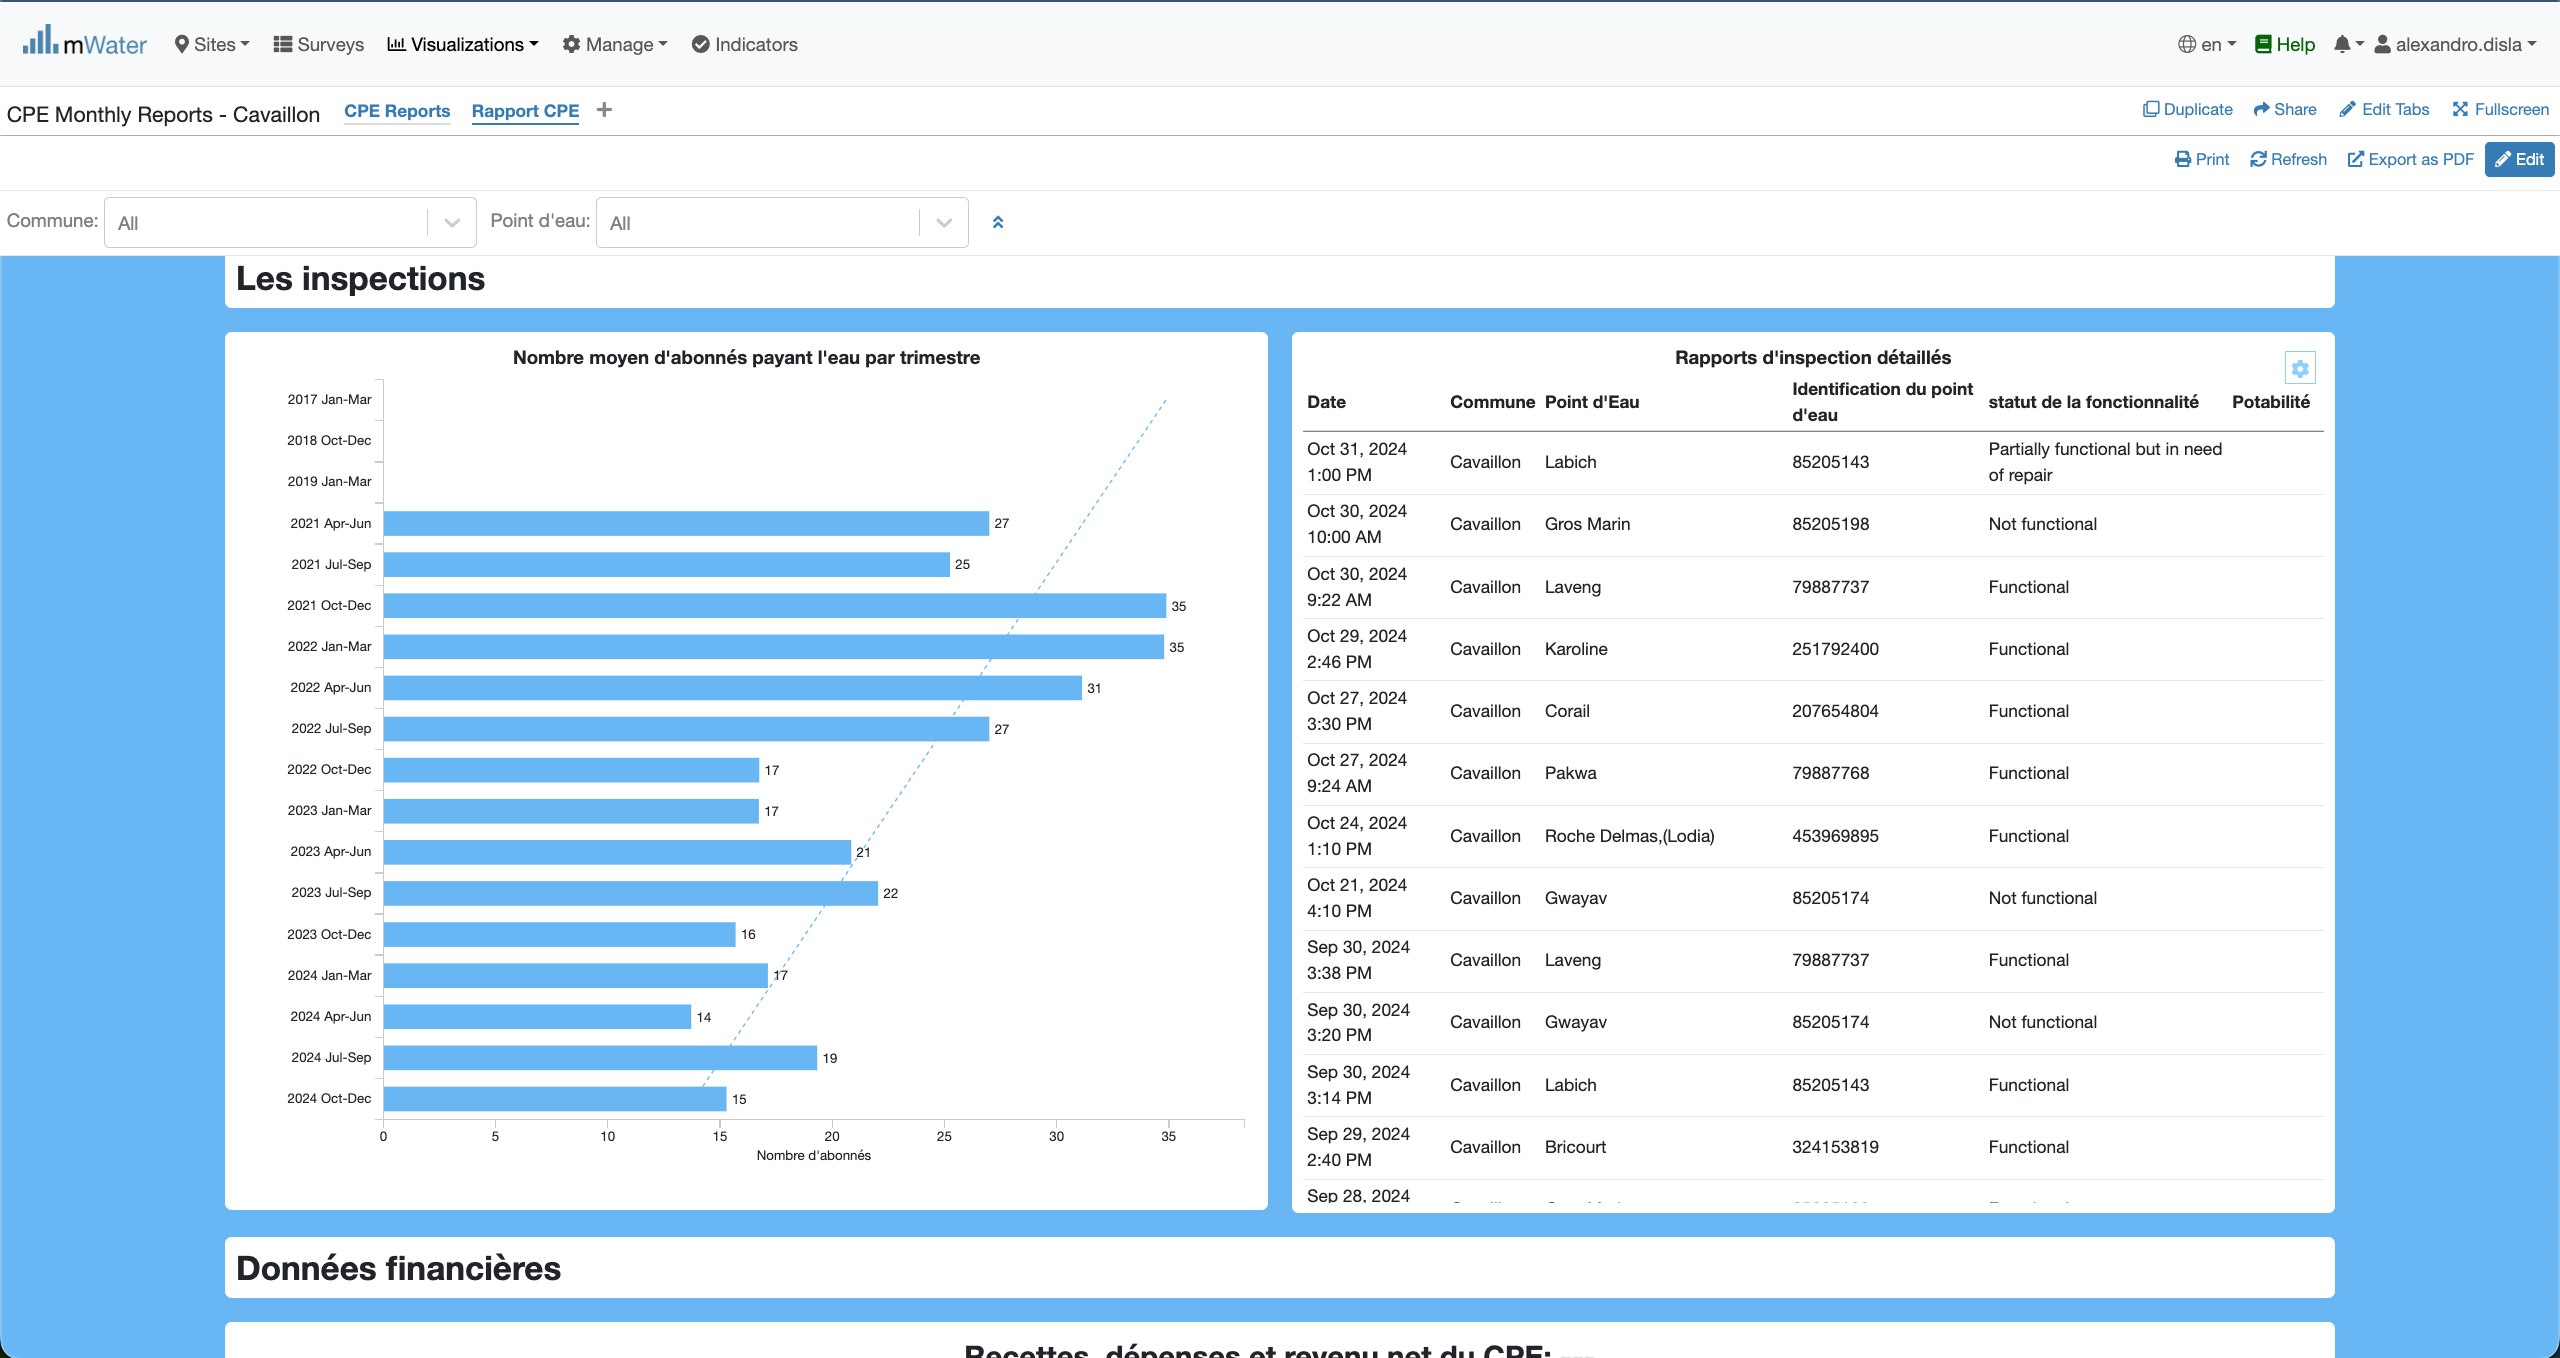 mWater Sites Surveys Visualizations Manage Indicators en Help alexandro.disla
CPE Monthly Reports - Cavaillon CPE Reports Rapport CPE + Duplicate Share Edit Tabs Fullscreen
Print Refresh Export as PDF Edit
Commune: All Point d'eau: All
Les inspections
Nombre moyen d'abonnés payant l'eau par trimestre
2017 Jan-Mar
2018 Oct-Dec
2019 Jan-Mar
2021 Apr-Jun 27
2021 Jul-Sep 25
2021 Oct-Dec 35
2022 Jan-Mar 35
2022 Apr-Jun 31
2022 Jul-Sep 27
2022 Oct-Dec 17
2023 Jan-Mar 17
2023 Apr-Jun 21
2023 Jul-Sep 22
2023 Oct-Dec 16
2024 Jan-Mar 17
2024 Apr-Jun 14
2024 Jul-Sep 19
2024 Oct-Dec 15
0 5 10 15 20 25 30 35
Nombre d'abonnés
Rapports d'inspection détaillés
Date Commune Point d'Eau Identification du point d'eau statut de la fonctionnalité Potabilité
Oct 31, 2024 1:00 PM Cavaillon Labich 85205143 Partially functional but in need of repair
Oct 30, 2024 10:00 AM Cavaillon Gros Marin 85205198 Not functional
Oct 30, 2024 9:22 AM Cavaillon Laveng 79887737 Functional
Oct 29, 2024 2:46 PM Cavaillon Karoline 251792400 Functional
Oct 27, 2024 3:30 PM Cavaillon Corail 207654804 Functional
Oct 27, 2024 9:24 AM Cavaillon Pakwa 79887768 Functional
Oct 24, 2024 1:10 PM Cavaillon Roche Delmas,(Lodia) 453969895 Functional
Oct 21, 2024 4:10 PM Cavaillon Gwayav 85205174 Not functional
Sep 30, 2024 3:38 PM Cavaillon Laveng 79887737 Functional
Sep 30, 2024 3:20 PM Cavaillon Gwayav 85205174 Not functional
Sep 30, 2024 3:14 PM Cavaillon Labich 85205143 Functional
Sep 29, 2024 2:40 PM Cavaillon Bricourt 324153819 Functional
Sep 28, 2024
Données financières
Recettes, dépenses et revenu net du CPE: ---